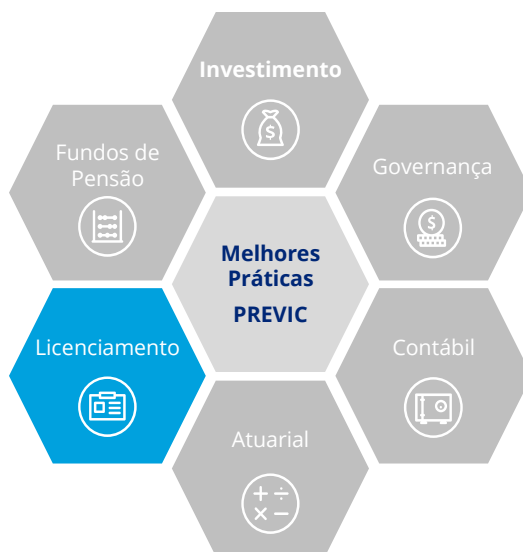 Investimento
Fundos de
Pensão
Governança
Melhores
Práticas
PREVIC
Licenciamento
Contábil
Atuarial